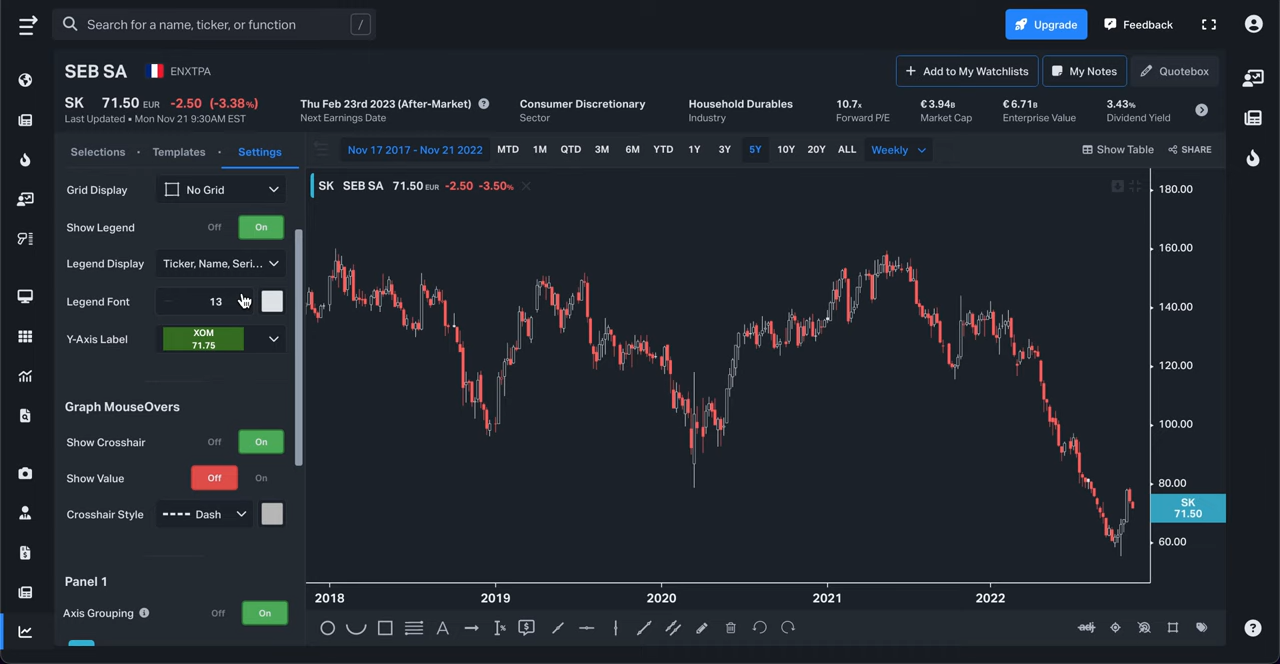 Search for a name, ticker, or function /
Upgrade
Feedback
SEB SA ENXTPA
+ Add to My Watchlists
My Notes
Quotebox
SK 71.50 EUR -2.50 (-3.38%)
Last Updated • Mon Nov 21 9:30AM EST
Thu Feb 23rd 2023 (After-Market) ?
Next Earnings Date
Consumer Discretionary
Sector
Household Durables
Industry
10.7x
Forward P/E
€3.94B
Market Cap
€6.71B
Enterprise Value
3.43%
Dividend Yield
Selections • Templates • Settings
Nov 17 2017 - Nov 21 2022 MTD 1M QTD 3M 6M YTD 1Y 3Y 5Y 10Y 20Y ALL Weekly
Show Table
SHARE
Grid Display No Grid
Show Legend Off On
Legend Display Ticker, Name, Seri...
Legend Font 13
Y-Axis Label XOM
71.75
Graph MouseOvers
Show Crosshair Off On
Show Value Off On
Crosshair Style Dash
Panel 1
Axis Grouping i Off On
SK SEB SA 71.50 EUR -2.50 -3.50%
180.00
160.00
140.00
120.00
100.00
80.00
SK
71.50
60.00
2018 2019 2020 2021 2022
A
$
adj
?